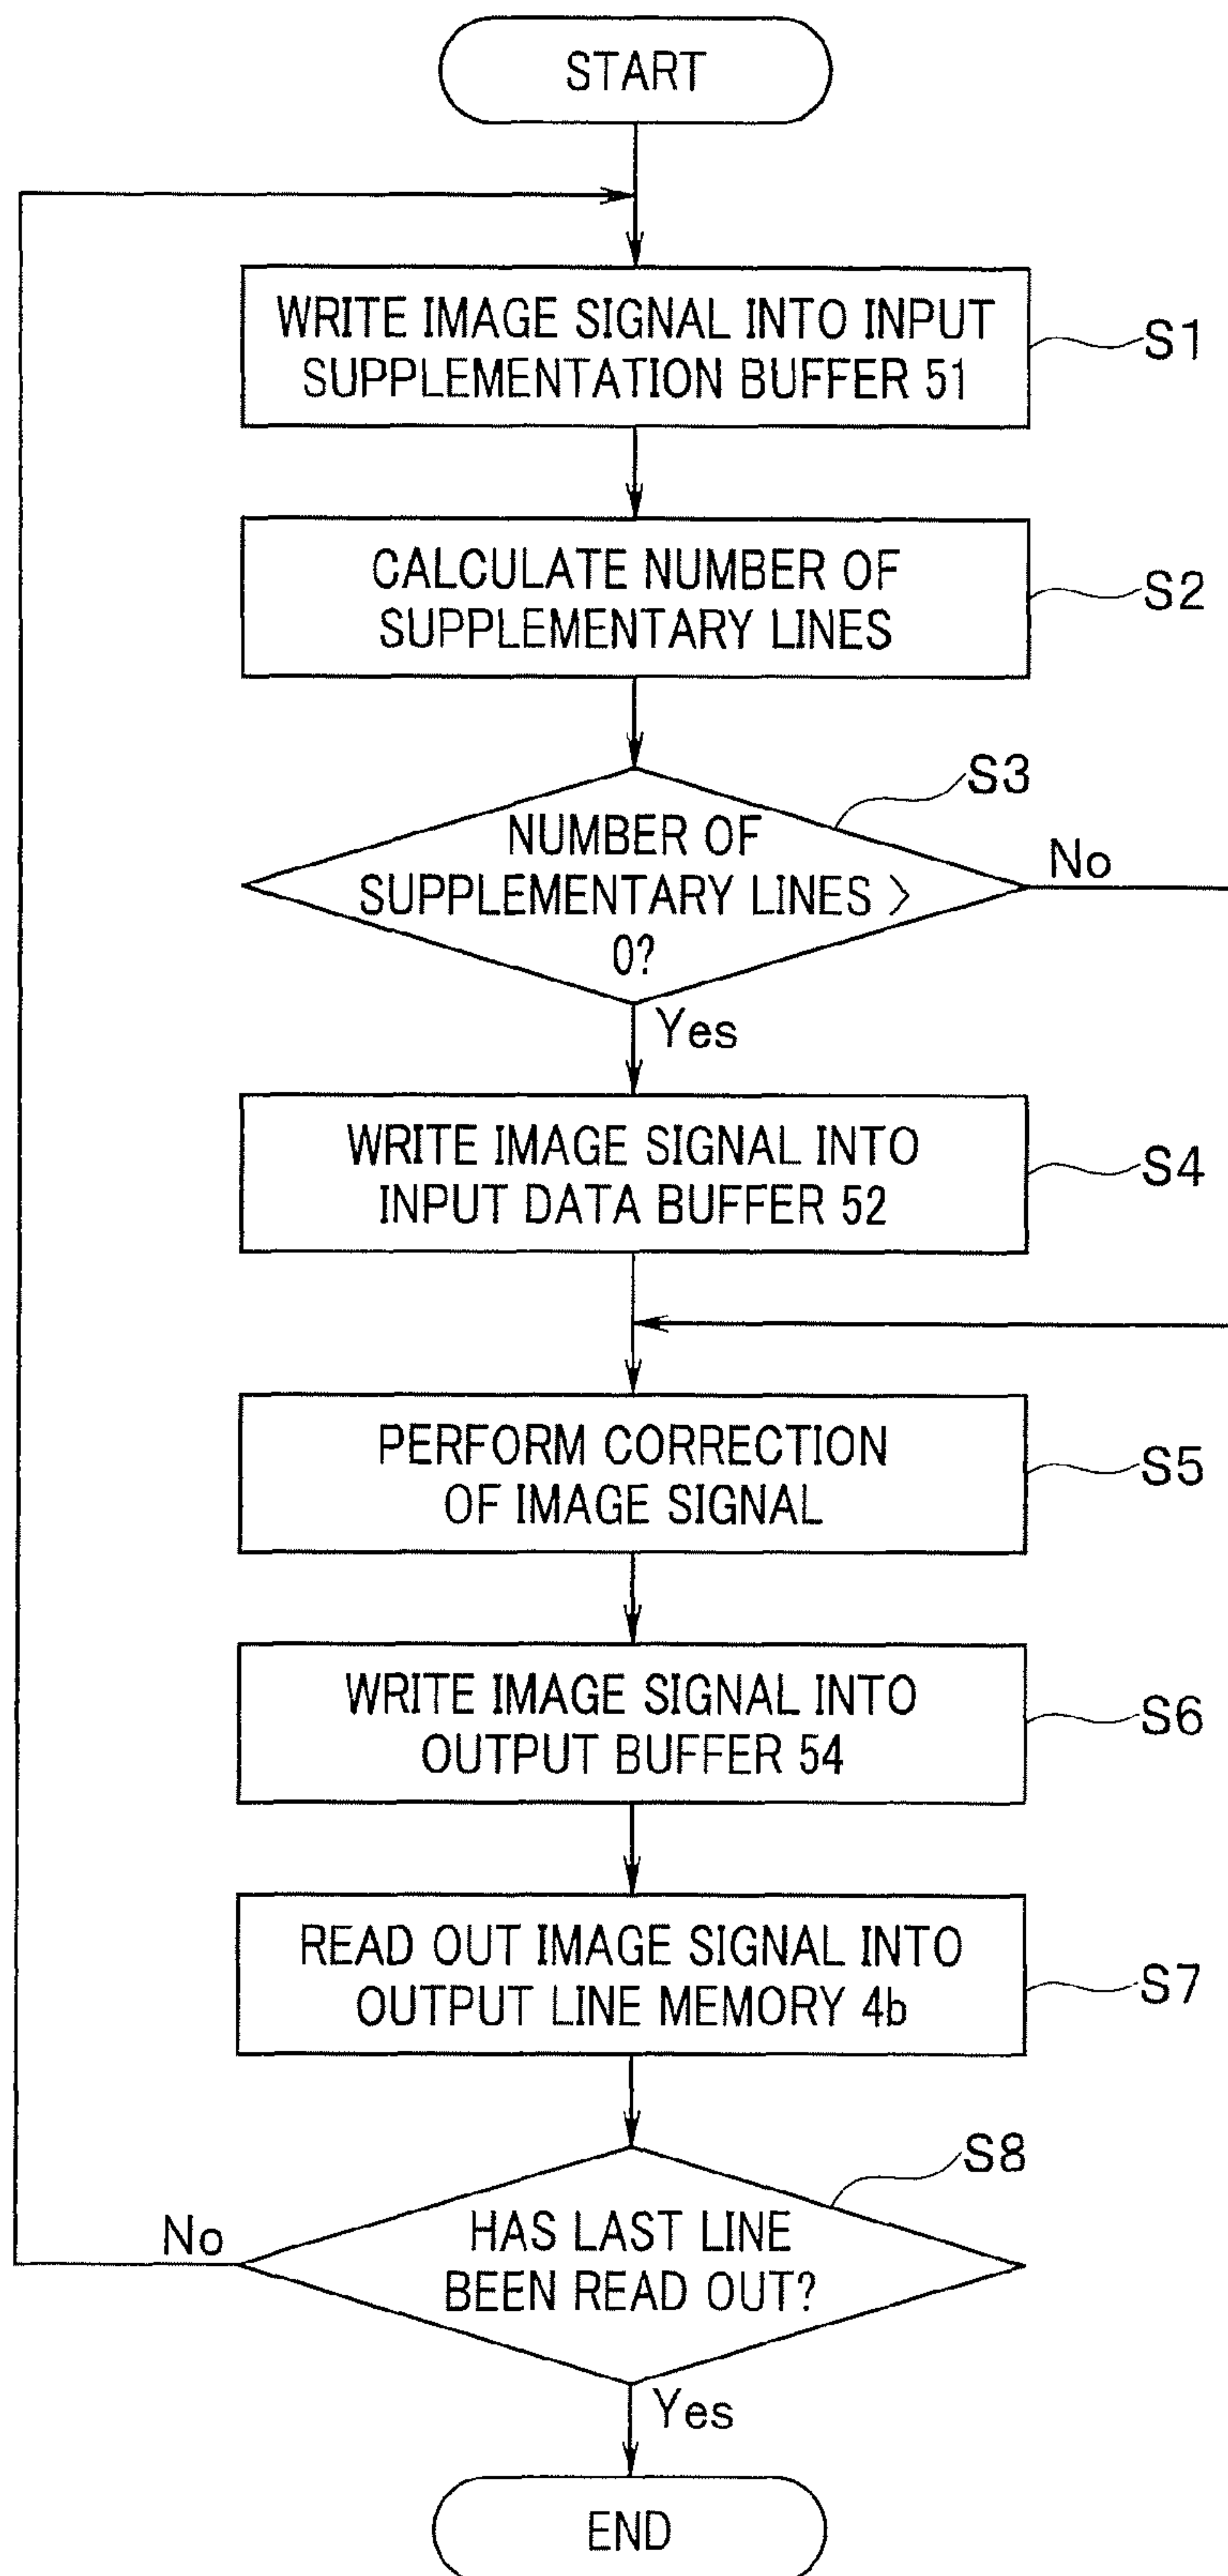 START
WRITE IMAGE SIGNAL INTO INPUT
SUPPLEMENTATION BUFFER 51
S1
CALCULATE NUMBER OF
SUPPLEMENTARY LINES
S2
S3
NUMBER OF
SUPPLEMENTARY LINES >
0?
No
Yes
WRITE IMAGE SIGNAL INTO
INPUT DATA BUFFER 52
S4
PERFORM CORRECTION
OF IMAGE SIGNAL
S5
WRITE IMAGE SIGNAL INTO
OUTPUT BUFFER 54
S6
READ OUT IMAGE SIGNAL INTO
OUTPUT LINE MEMORY 4b
S7
S8
No
HAS LAST LINE
BEEN READ OUT?
Yes
END